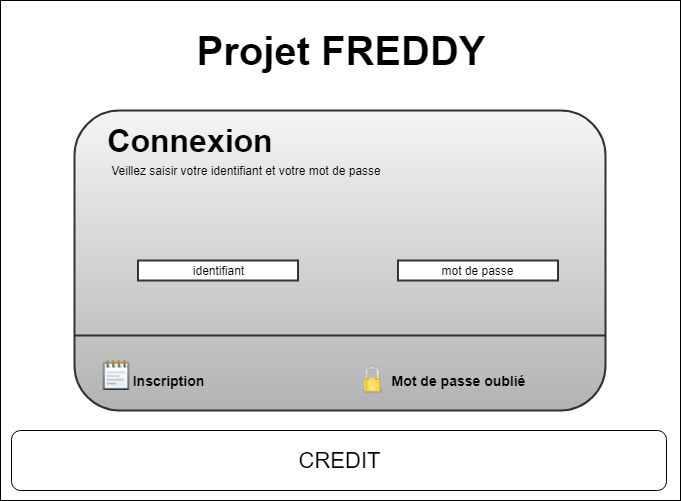 Projet FREDDY
Connexion
Veillez saisir votre identifiant et votre mot de passe
identifiant
mot de passe
Inscription
Mot de passe oublié
CREDIT